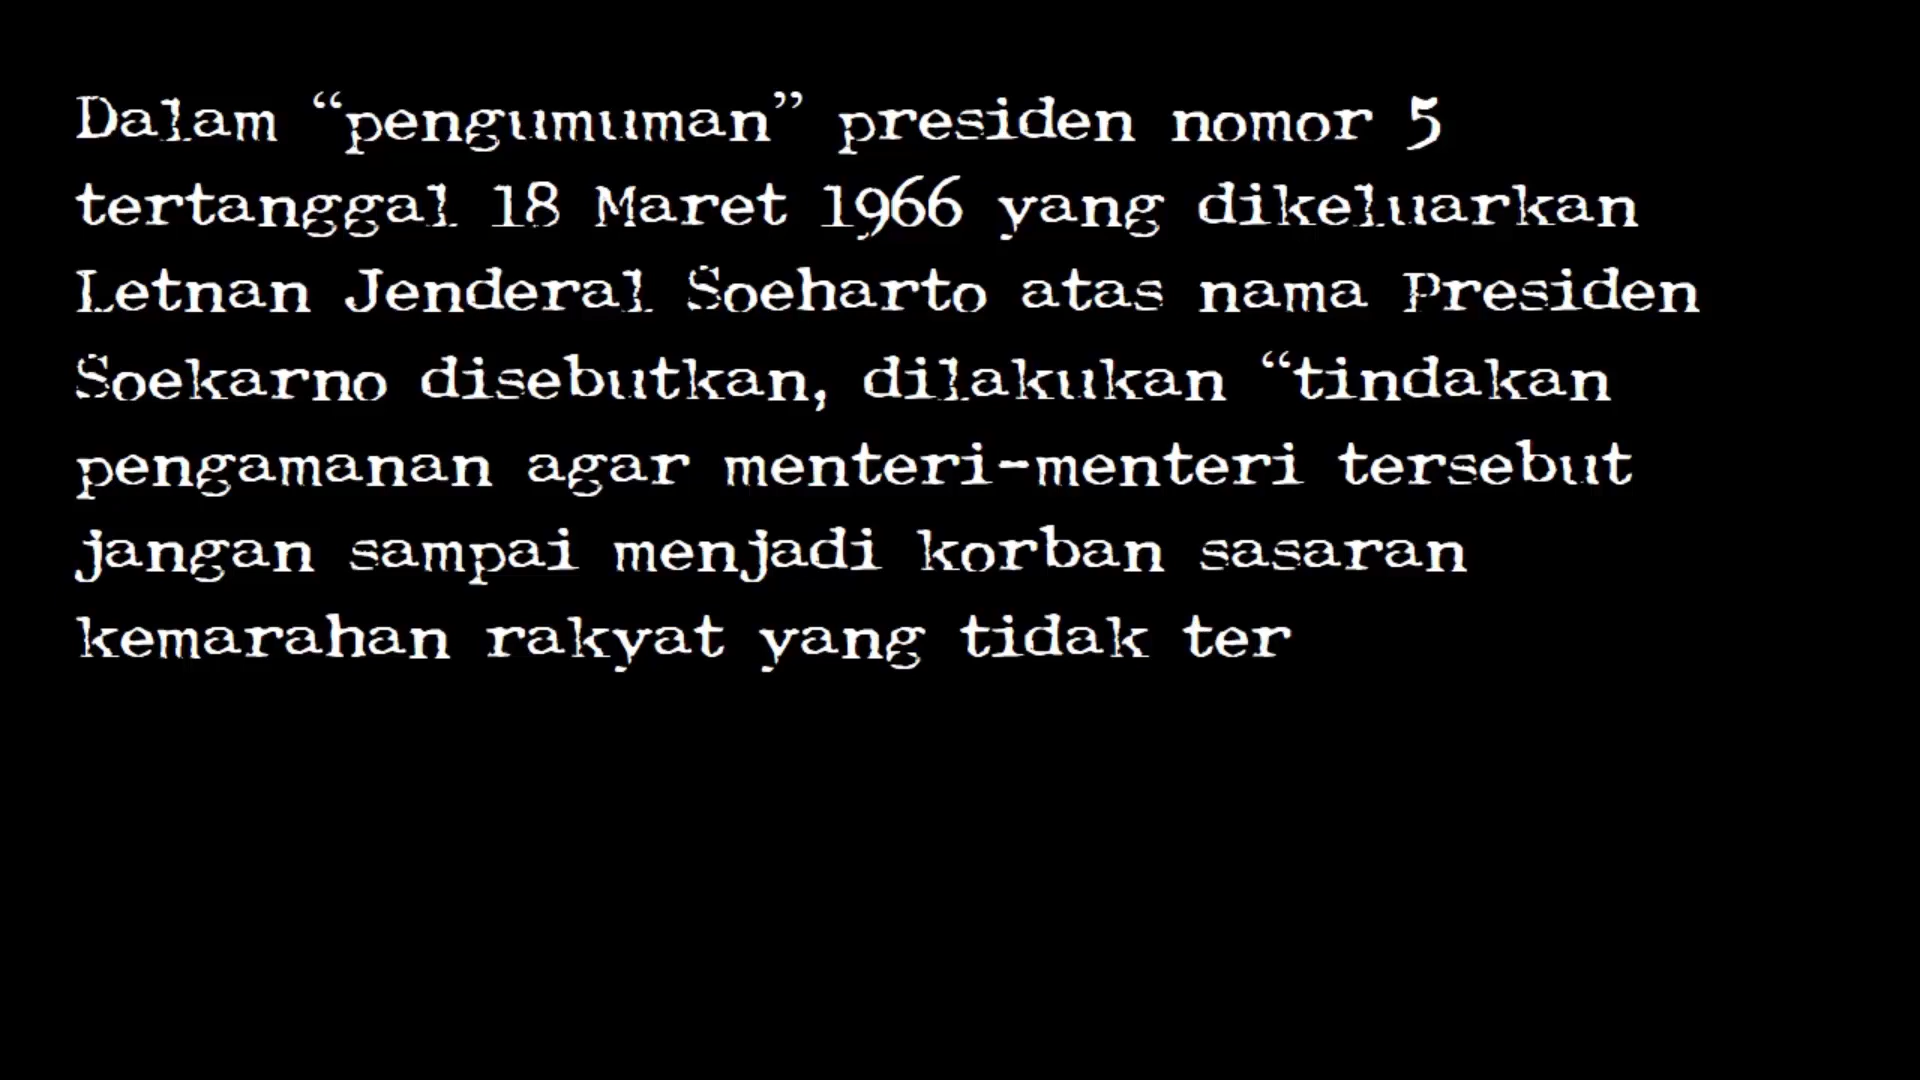 Dalam “pengumuman” presiden nomor 5
tertanggal 18 Maret 1966 yang dikeluarkan
Letnan Jenderal Soeharto atas nama Presiden
Soekarno disebutkan, dilakukan “tindakan
pengamanan agar menteri-menteri tersebut
jangan sampai menjadi korban sasaran
kemarahan rakyat yang tidak ter